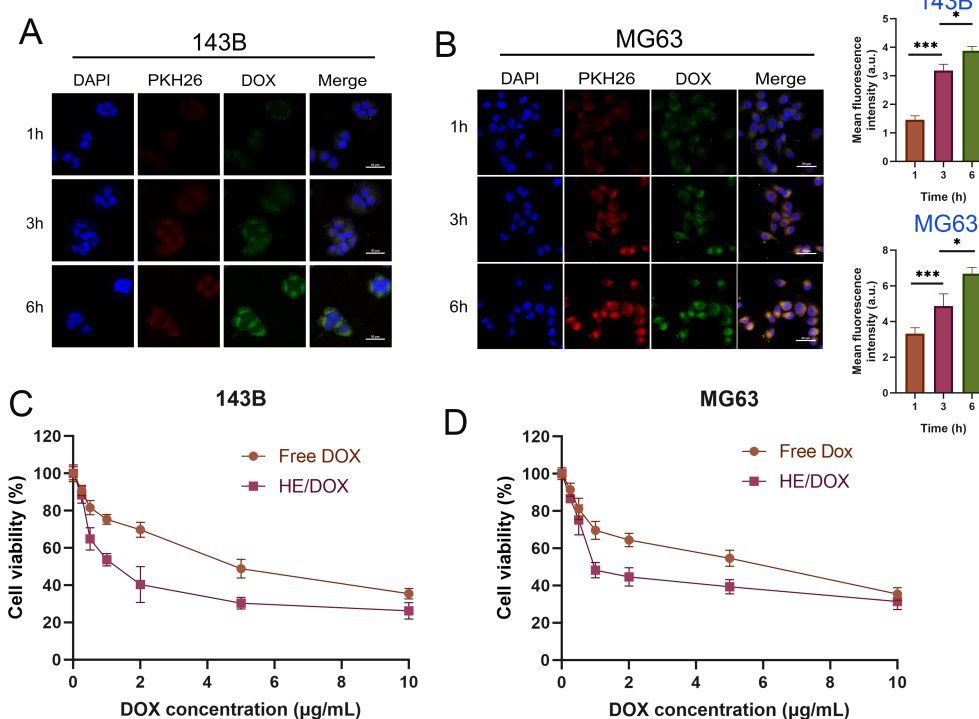 A
143B
DAPI PKH26 DOX Merge
1h
3h
6h
B
MG63
DAPI PKH26 DOX Merge
1h
3h
6h
143B
Mean fluorescence
intensity (a.u.)
5
4
3
2
1
0
***
*
1 3 6
Time (h)
MG63
Mean fluorescence
intensity (a.u.)
8
6
4
2
0
***
*
1 3 6
Time (h)
C
143B
Cell viability (%)
120
100
80
60
40
20
0
Free DOX
HE/DOX
0 2 4 6 8 10
DOX concentration (μg/mL)
D
MG63
Cell viability (%)
120
100
80
60
40
20
0
Free Dox
HE/DOX
0 2 4 6 8 10
DOX concentration (μg/mL)